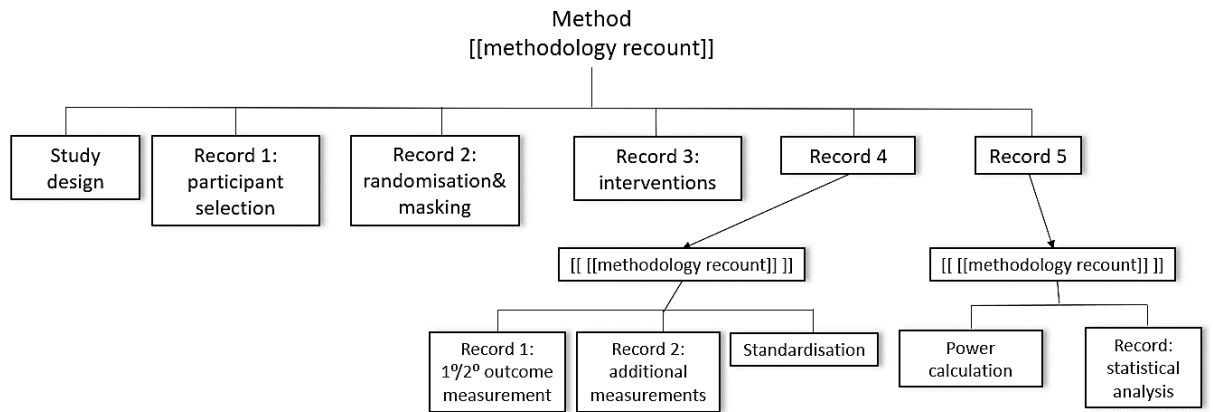 Method
[[methodology recount]]
Study
design
Record 1:
participant
selection
Record 2:
randomisation&
masking
Record 3:
interventions
Record 4
Record 5
[[ [[methodology recount]] ]]
[[ [[methodology recount]] ]]
Record 1:
1⁰/2⁰ outcome
measurement
Record 2:
additional
measurements
Standardisation
Power
calculation
Record:
statistical
analysis